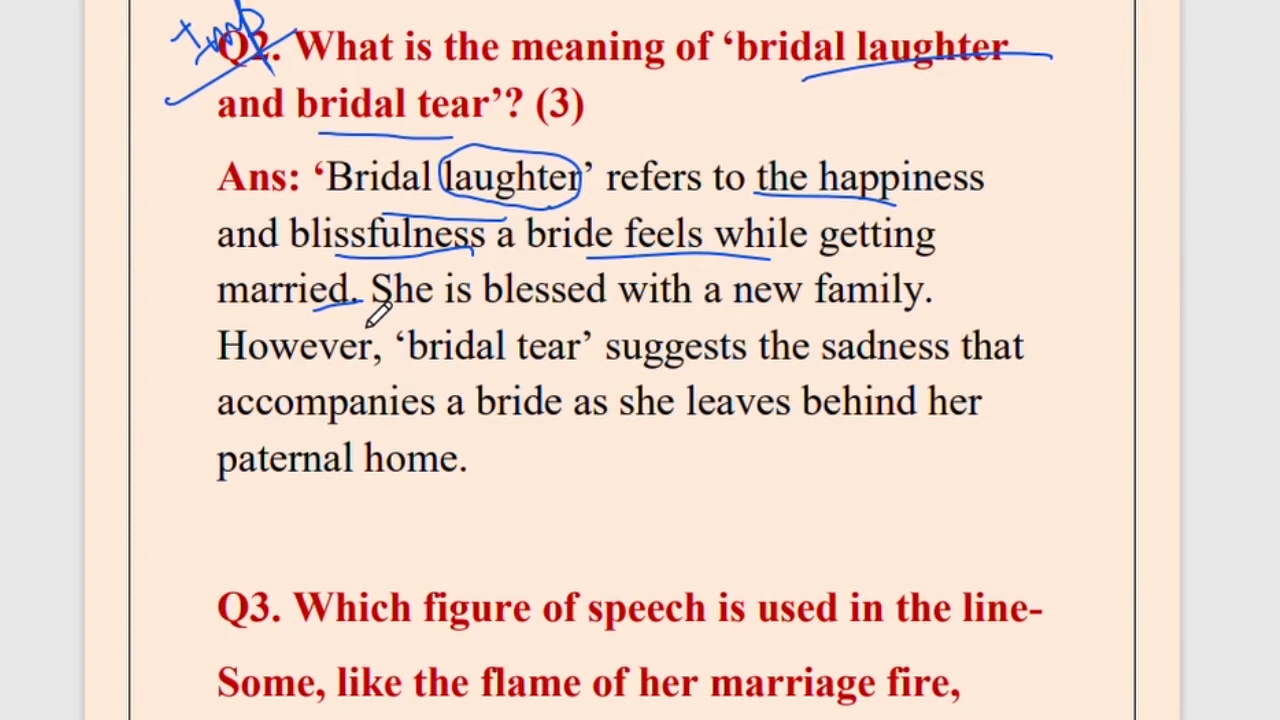 Imp
Q2. What is the meaning of ‘bridal laughter
and bridal tear’? (3)
Ans: ‘Bridal laughter’ refers to the happiness
and blissfulness a bride feels while getting
married. She is blessed with a new family.
However, ‘bridal tear’ suggests the sadness that
accompanies a bride as she leaves behind her
paternal home.
Q3. Which figure of speech is used in the line-
Some, like the flame of her marriage fire,